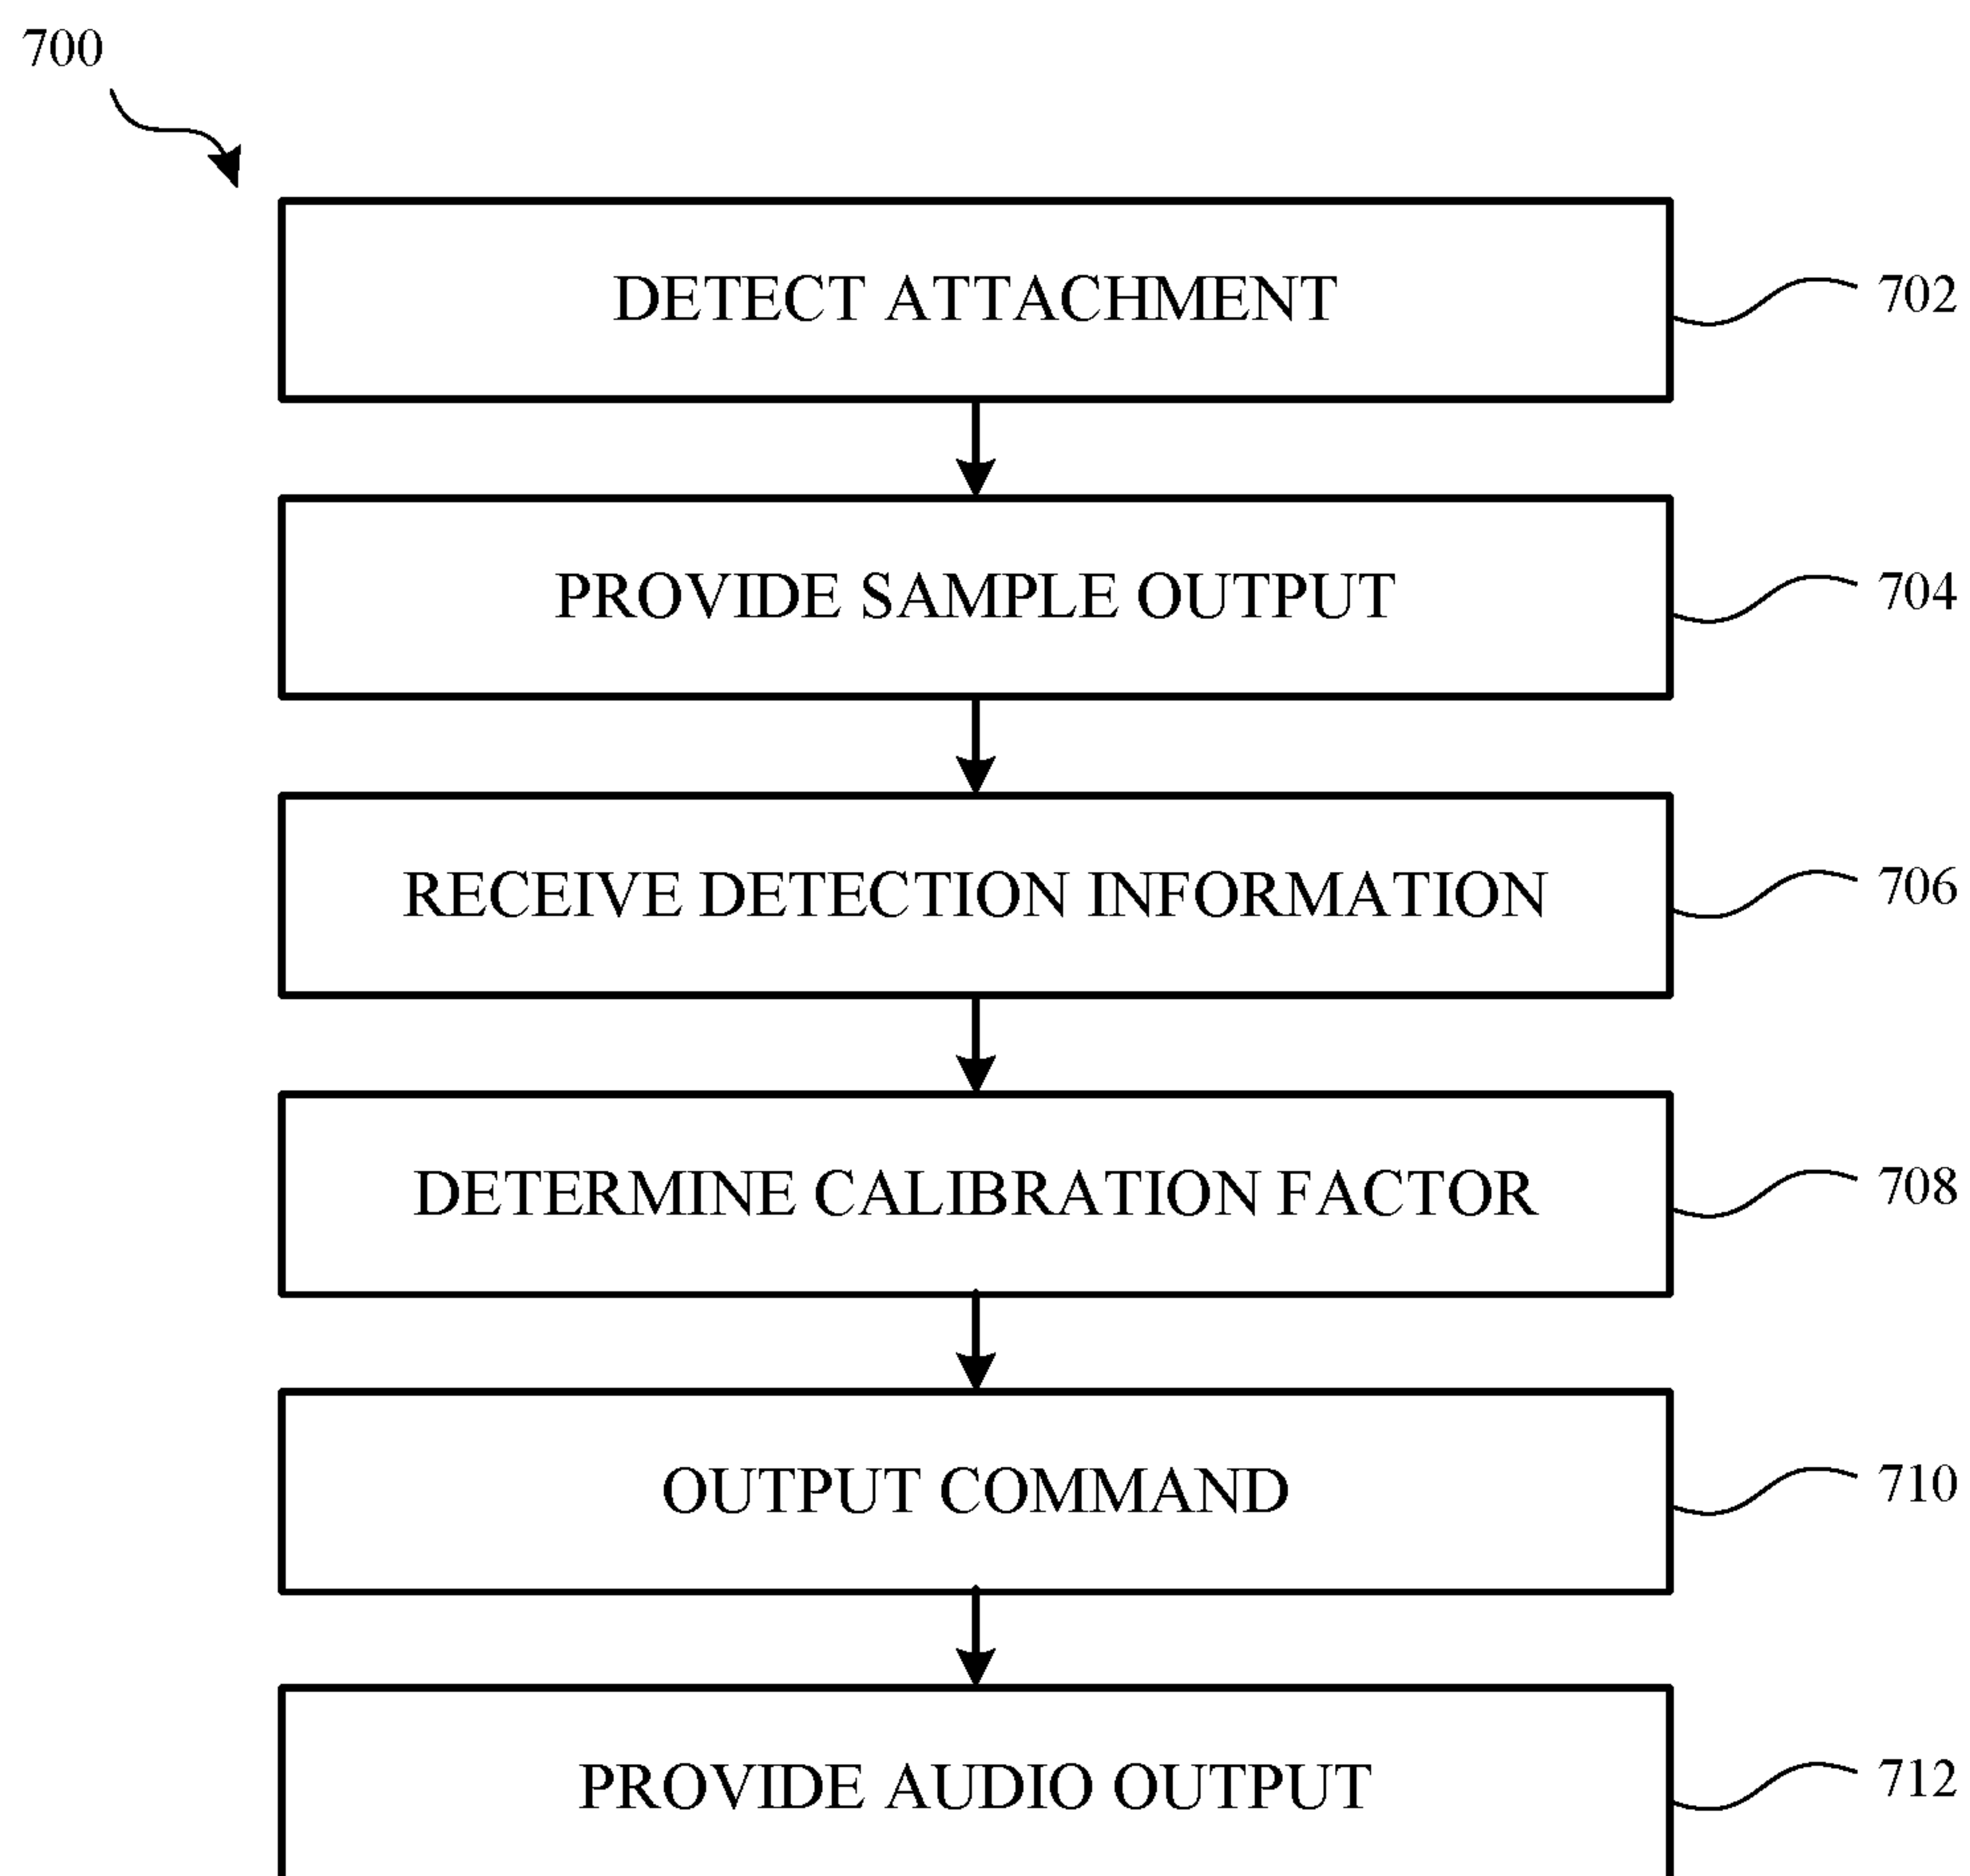 700
DETECT ATTACHMENT 702
PROVIDE SAMPLE OUTPUT 704
RECEIVE DETECTION INFORMATION 706
DETERMINE CALIBRATION FACTOR 708
OUTPUT COMMAND 710
PROVIDE AUDIO OUTPUT 712